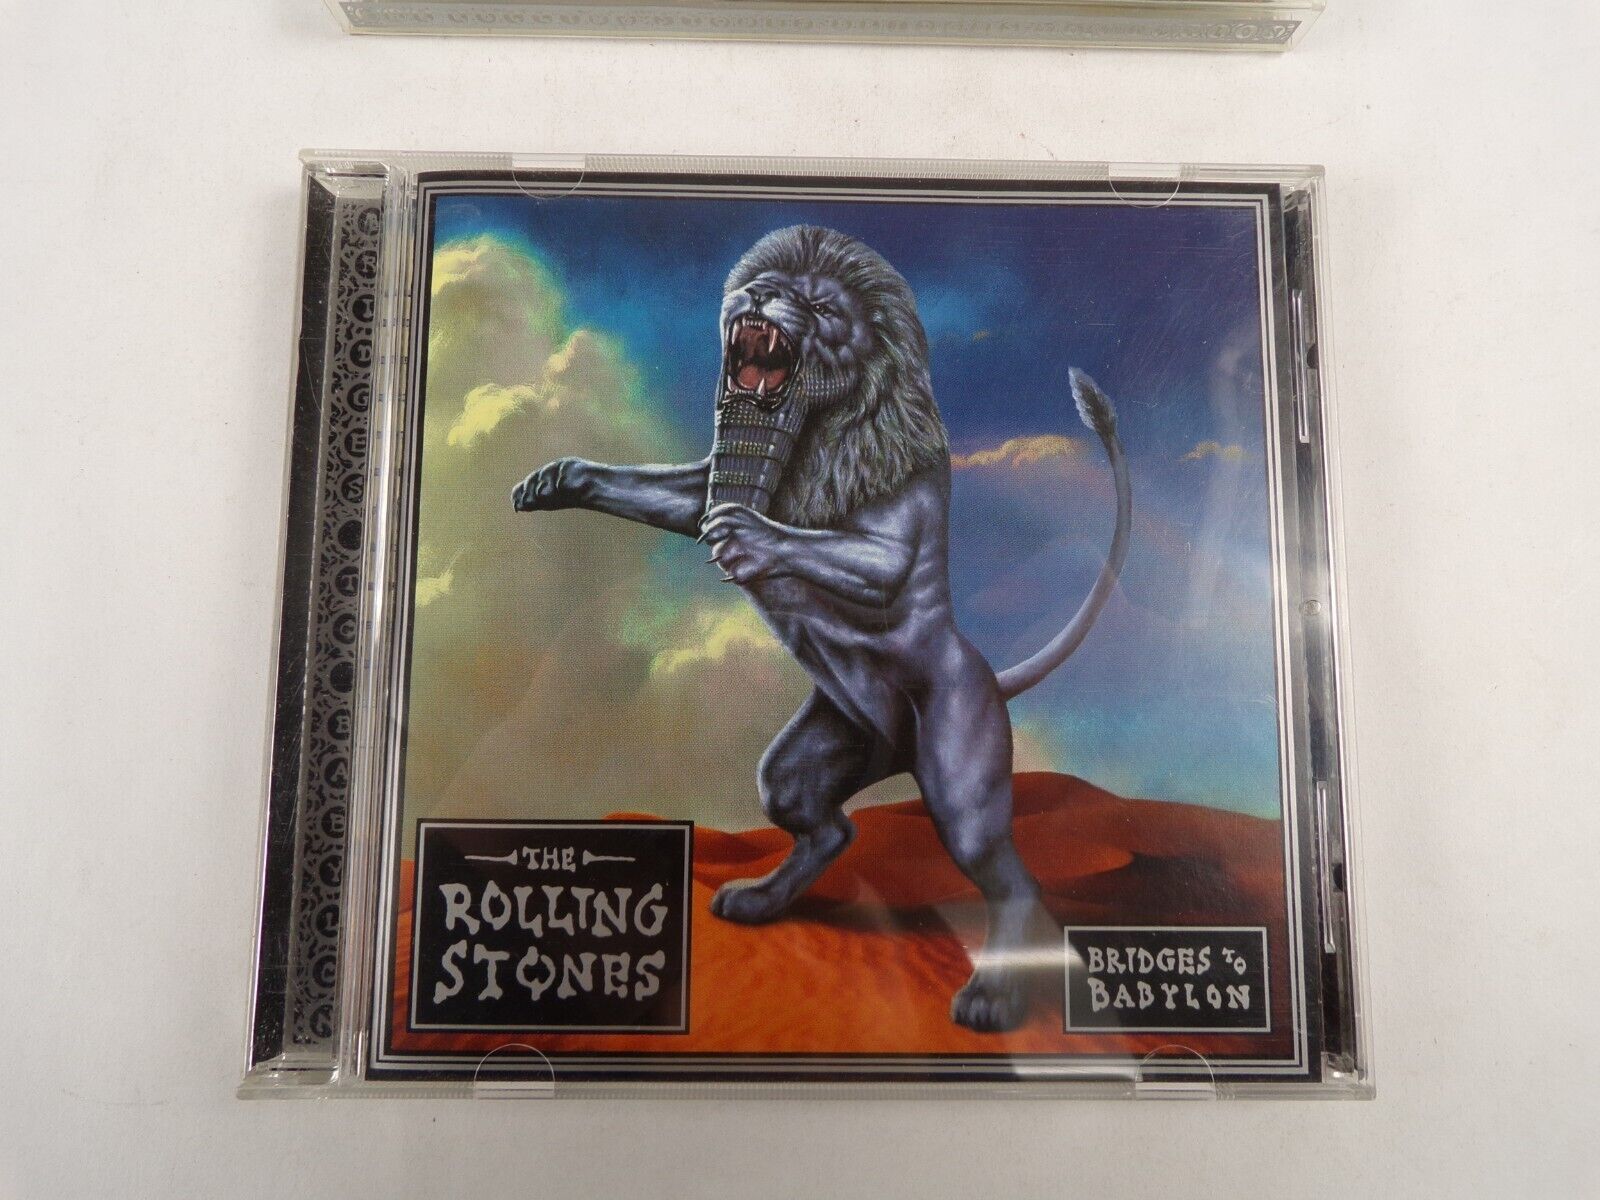 THE
ROLLING
STONES
BRIDGES TO
BABYLON